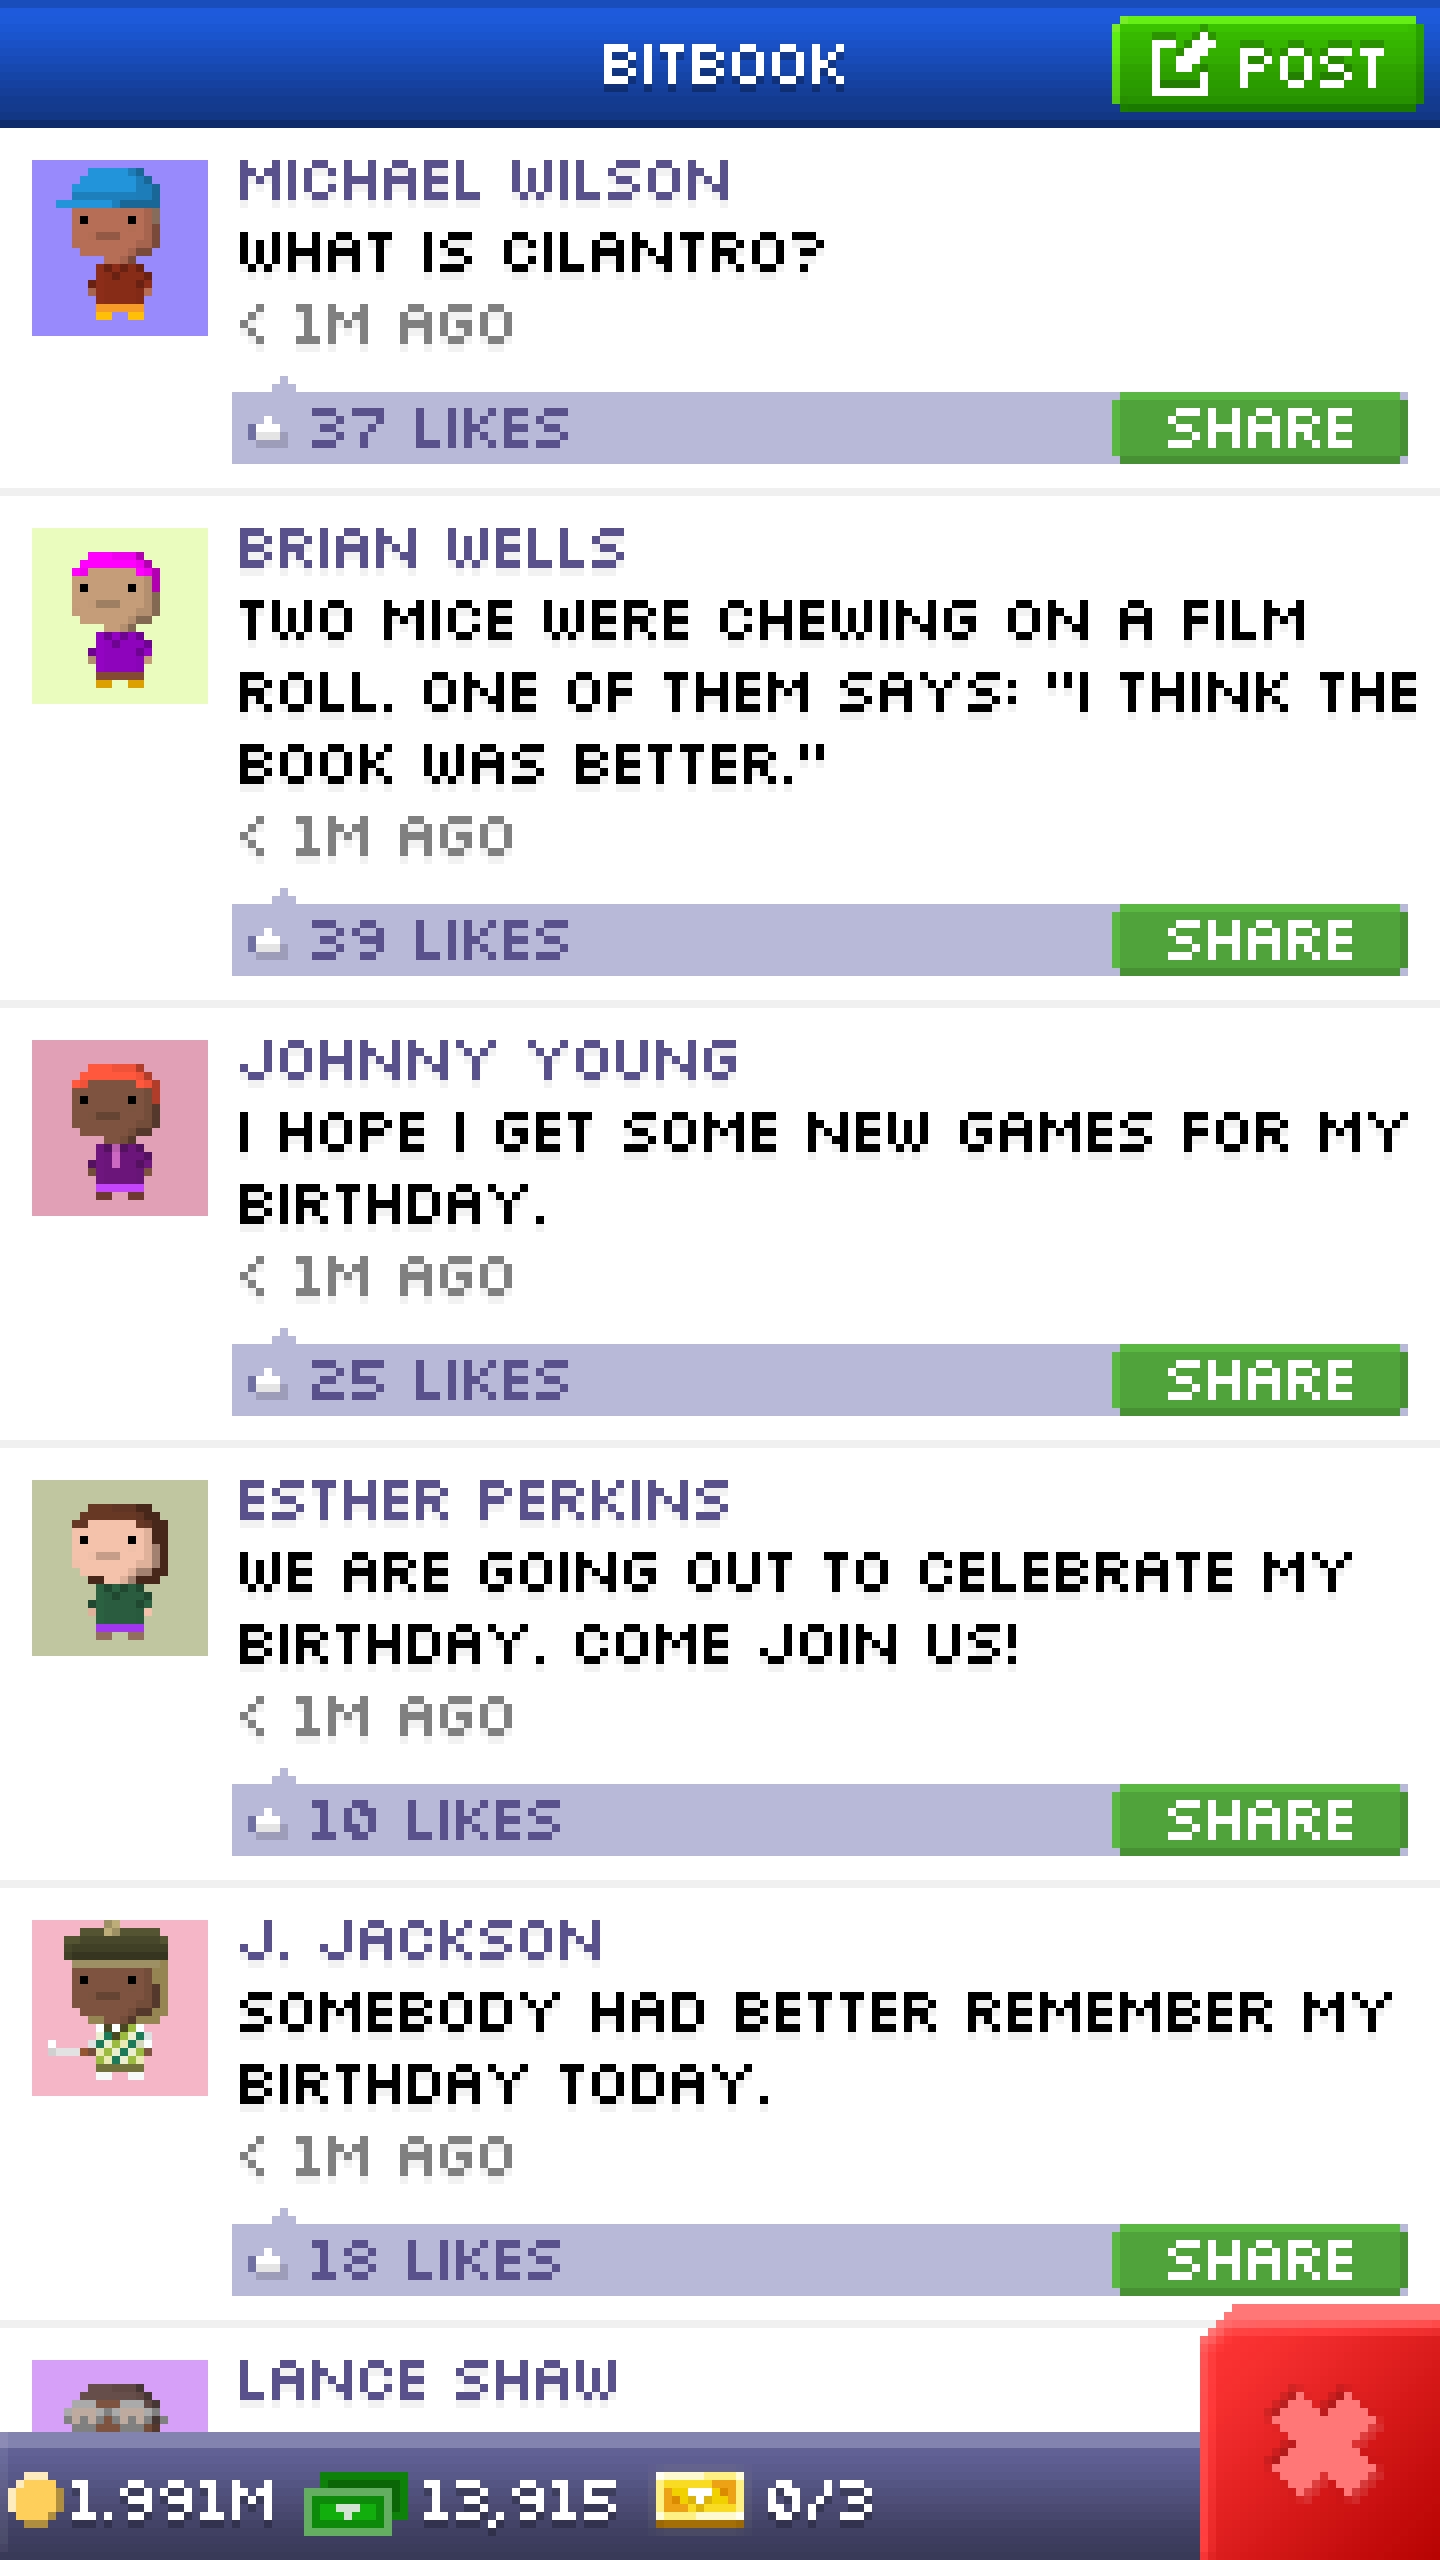 BITBOOK
POST
MICHAEL WILSON
WHAT IS CILANTRO?
< 1M AGO
37 LIKES
SHARE
BRIAN WELLS
TWO MICE WERE CHEWING ON A FILM
ROLL. ONE OF THEM SAYS: "I THINK THE
BOOK WAS BETTER."
< 1M AGO
39 LIKES
SHARE
JOHNNY YOUNG
I HOPE I GET SOME NEW GAMES FOR MY
BIRTHDAY.
< 1M AGO
25 LIKES
SHARE
ESTHER PERKINS
WE ARE GOING OUT TO CELEBRATE MY
BIRTHDAY. COME JOIN US!
< 1M AGO
10 LIKES
SHARE
J. JACKSON
SOMEBODY HAD BETTER REMEMBER MY
BIRTHDAY TODAY.
< 1M AGO
18 LIKES
SHARE
LANCE SHAW
1.991M 13,915 0/3